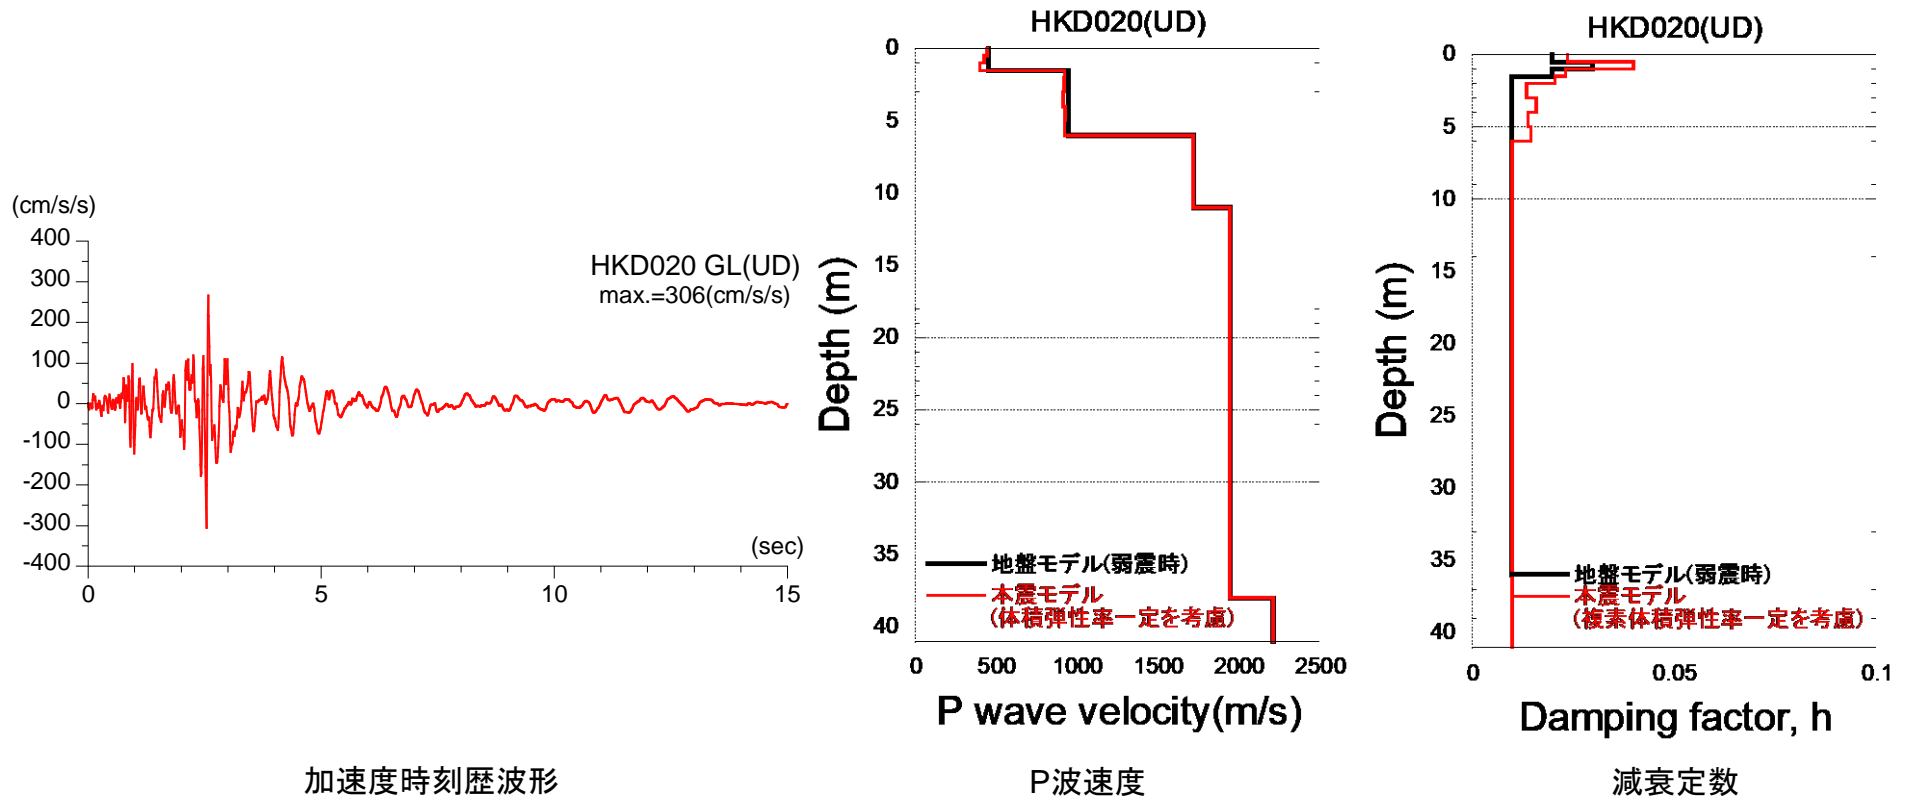 (cm/s/s)
400
300
200
100
0
-100
-200
-300
-400
0
5
10
15
(sec)
HKD020 GL(UD)
max.=306(cm/s/s)
加速度時刻歴波形
HKD020(UD)
Depth (m)
0
5
10
15
20
25
30
35
40
地盤モデル(弱震時)
本震モデル
(体積弾性率一定を考慮)
0
500
1000
1500
2000
2500
P wave velocity(m/s)
P波速度
HKD020(UD)
Depth (m)
0
5
10
15
20
25
30
35
40
地盤モデル(弱震時)
本震モデル
(複素体積弾性率一定を考慮)
0
0.05
0.1
Damping factor, h
減衰定数